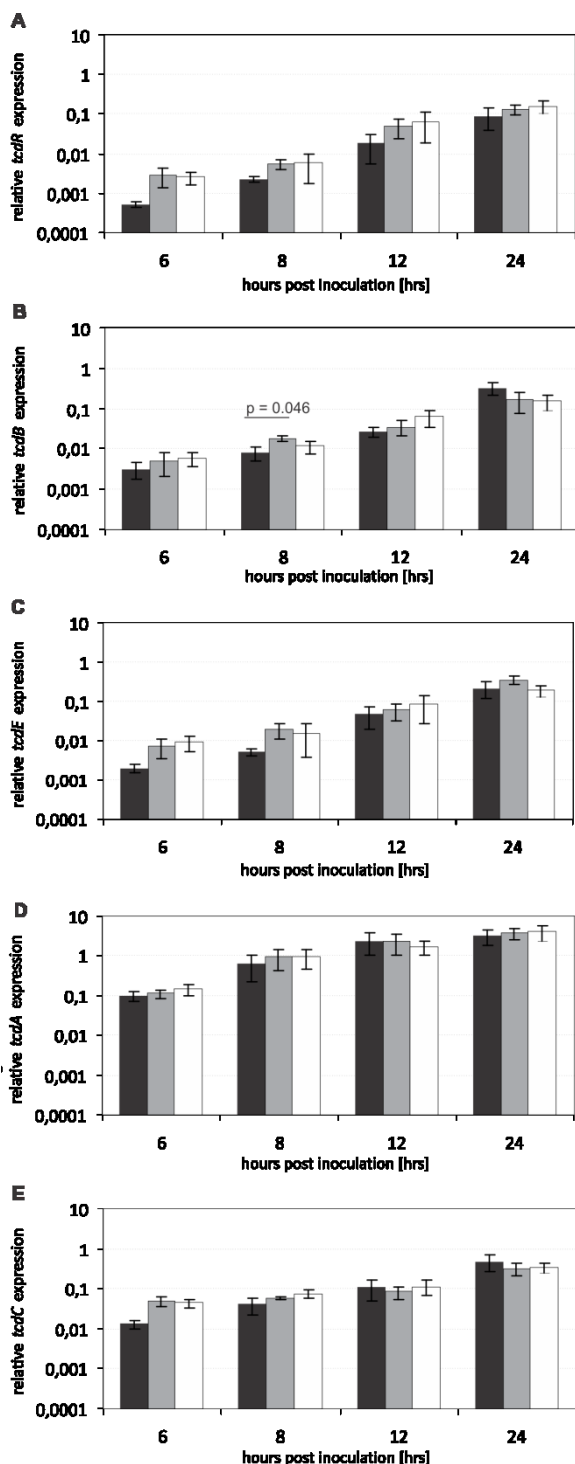 A
relative tcdR expression
10
1
0,1
0,01
0,001
0,0001
6 8 12 24
hours post inoculation [hrs]
B
relative tcdB expression
10
1
0,1
0,01
0,001
0,0001
p = 0.046
6 8 12 24
hours post inoculation [hrs]
C
relative tcdE expression
10
1
0,1
0,01
0,001
0,0001
6 8 12 24
hours post inoculation [hrs]
D
relative tcdA expression
10
1
0,1
0,01
0,001
0,0001
6 8 12 24
hours post inoculation [hrs]
E
relative tcdC expression
10
1
0,1
0,01
0,001
0,0001
6 8 12 24
hours post inoculation [hrs]